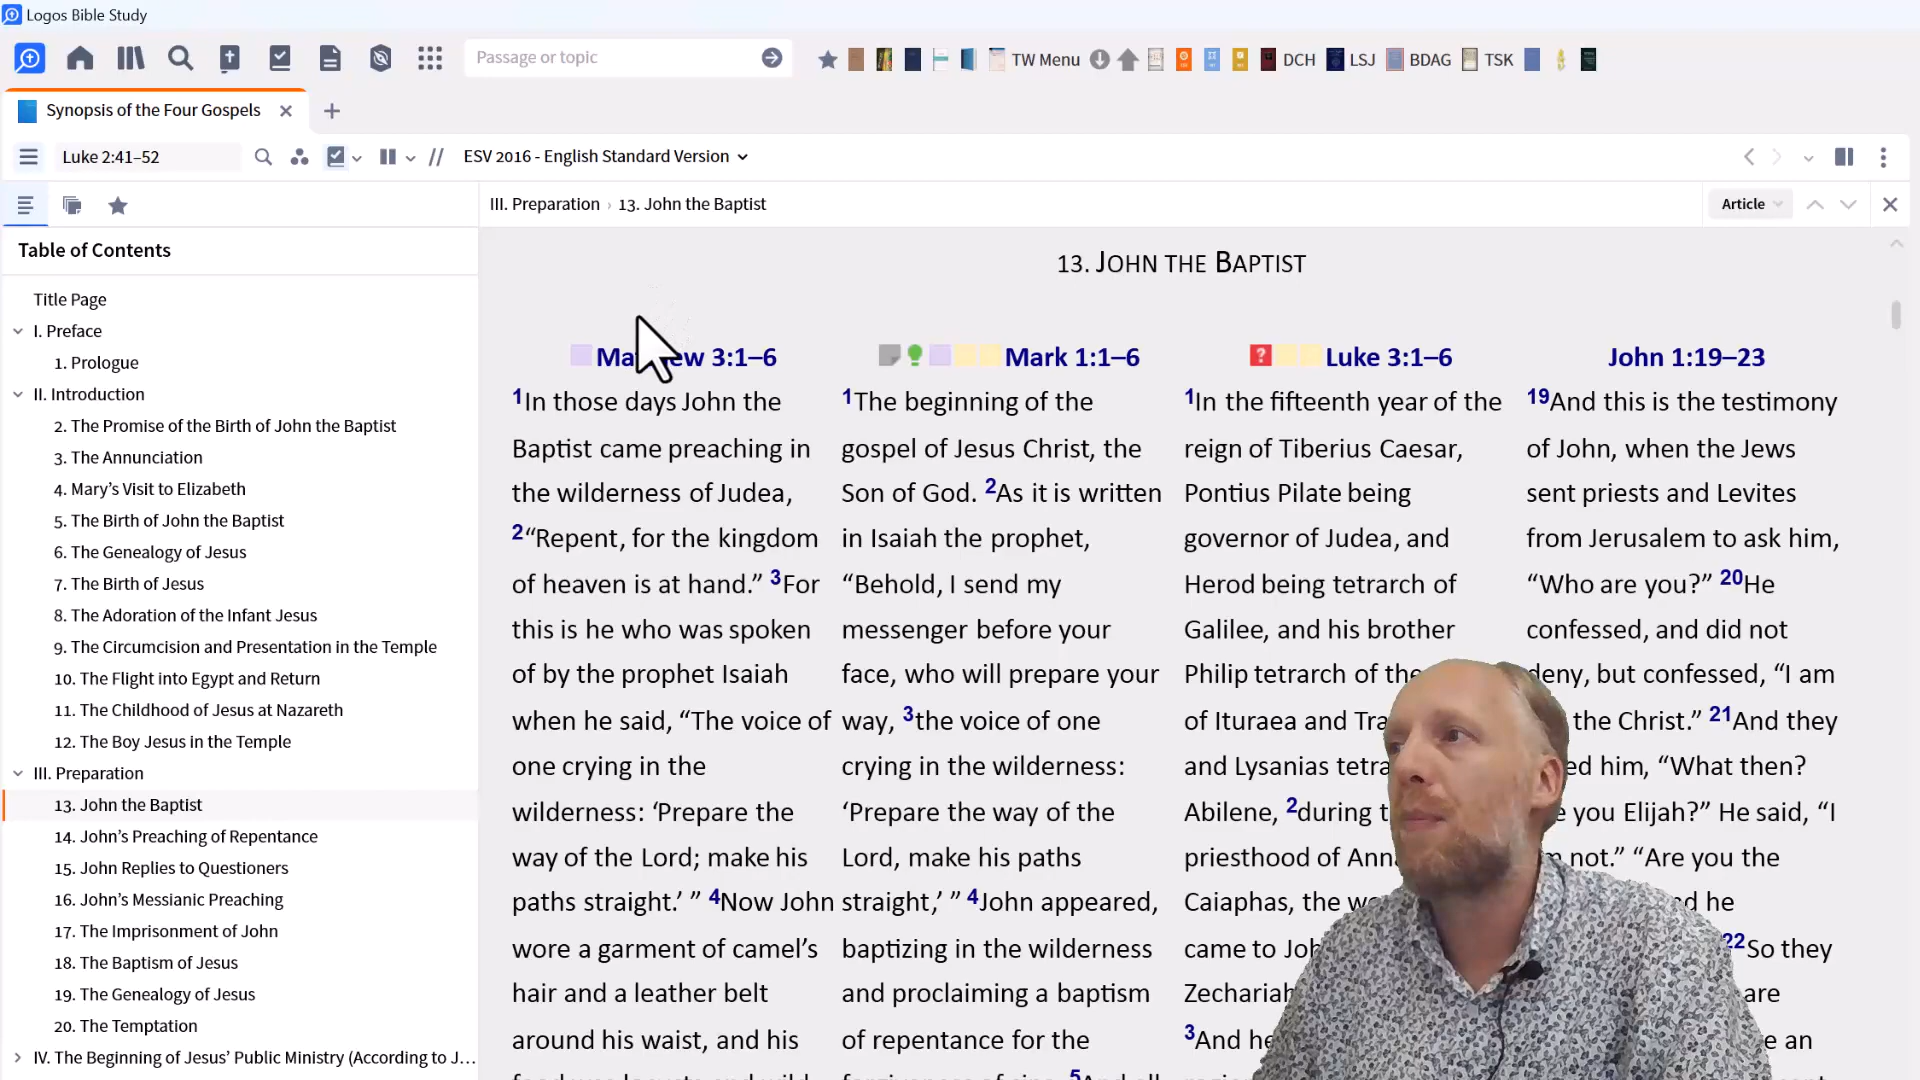 Logos Bible Study
Passage or topic
TW Menu
DCH
LSJ
BDAG
TSK
Synopsis of the Four Gospels
Luke 2:41–52
ESV 2016 - English Standard Version
III. Preparation › 13. John the Baptist
Article
Table of Contents
Title Page
I. Preface
1. Prologue
II. Introduction
2. The Promise of the Birth of John the Baptist
3. The Annunciation
4. Mary’s Visit to Elizabeth
5. The Birth of John the Baptist
6. The Genealogy of Jesus
7. The Birth of Jesus
8. The Adoration of the Infant Jesus
9. The Circumcision and Presentation in the Temple
10. The Flight into Egypt and Return
11. The Childhood of Jesus at Nazareth
12. The Boy Jesus in the Temple
III. Preparation
13. John the Baptist
14. John’s Preaching of Repentance
15. John Replies to Questioners
16. John’s Messianic Preaching
17. The Imprisonment of John
18. The Baptism of Jesus
19. The Genealogy of Jesus
20. The Temptation
IV. The Beginning of Jesus’ Public Ministry (According to J…
13. JOHN THE BAPTIST
3:1–6
1In those days John the
Baptist came preaching in
the wilderness of Judea,
2“Repent, for the kingdom
of heaven is at hand.” 3For
this is he who was spoken
of by the prophet Isaiah
when he said, “The voice of
one crying in the
wilderness: ‘Prepare the
way of the Lord; make his
paths straight.’ ” 4Now John
wore a garment of camel’s
hair and a leather belt
around his waist, and his
Mark 1:1–6
1The beginning of the
gospel of Jesus Christ, the
Son of God. 2As it is written
in Isaiah the prophet,
“Behold, I send my
messenger before your
face, who will prepare your
way, 3the voice of one
crying in the wilderness:
‘Prepare the way of the
Lord, make his paths
straight,’ ” 4John appeared,
baptizing in the wilderness
and proclaiming a baptism
of repentance for the
Luke 3:1–6
1In the fifteenth year of the
reign of Tiberius Caesar,
Pontius Pilate being
governor of Judea, and
Herod being tetrarch of
Galilee, and his brother
Philip tetrarch of the
of Ituraea and
and Lysanias
Abilene, 2during
priesthood of
Caiaphas, the
came to
3And
John 1:19–23
19And this is the testimony
of John, when the Jews
sent priests and Levites
from Jerusalem to ask him,
“Who are you?” 20He
confessed, and did not
deny, but confessed, “I am
the Christ.” 21And they
him, “What then?
you Elijah?” He said, “I
not.” “Are you the
he
22So they
are
an